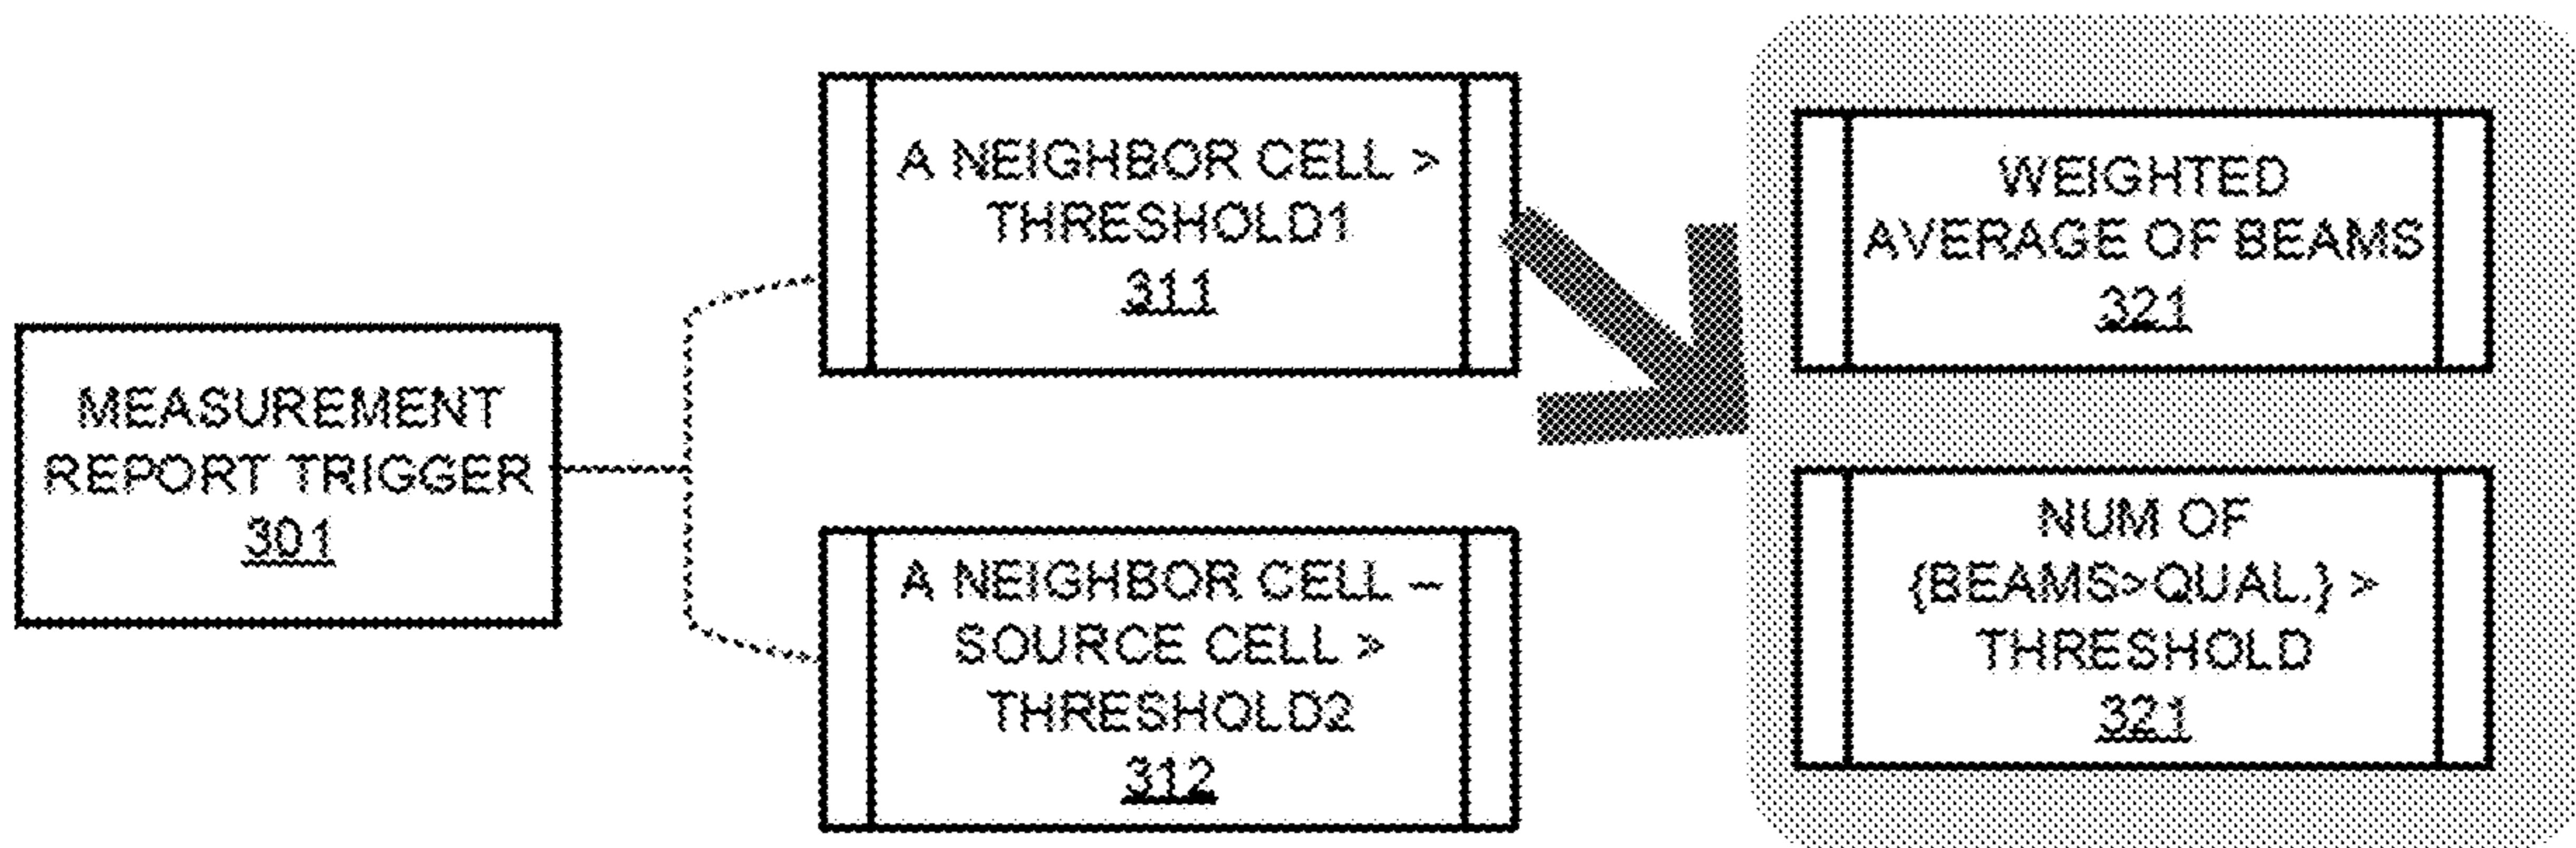 MEASUREMENT
REPORT TRIGGER
301
A NEIGHBOR CELL >
THRESHOLD1
311
A NEIGHBOR CELL –
SOURCE CELL >
THRESHOLD2
312
WEIGHTED
AVERAGE OF BEAMS
321
NUM OF
{BEAMS>QUAL.} >
THRESHOLD
321